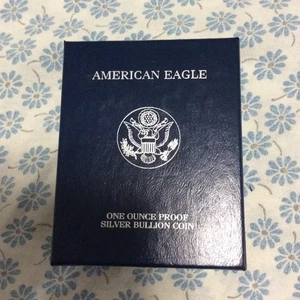 AMERICAN EAGLE
ONE OUNCE PROOF
SILVER BULLION COIN